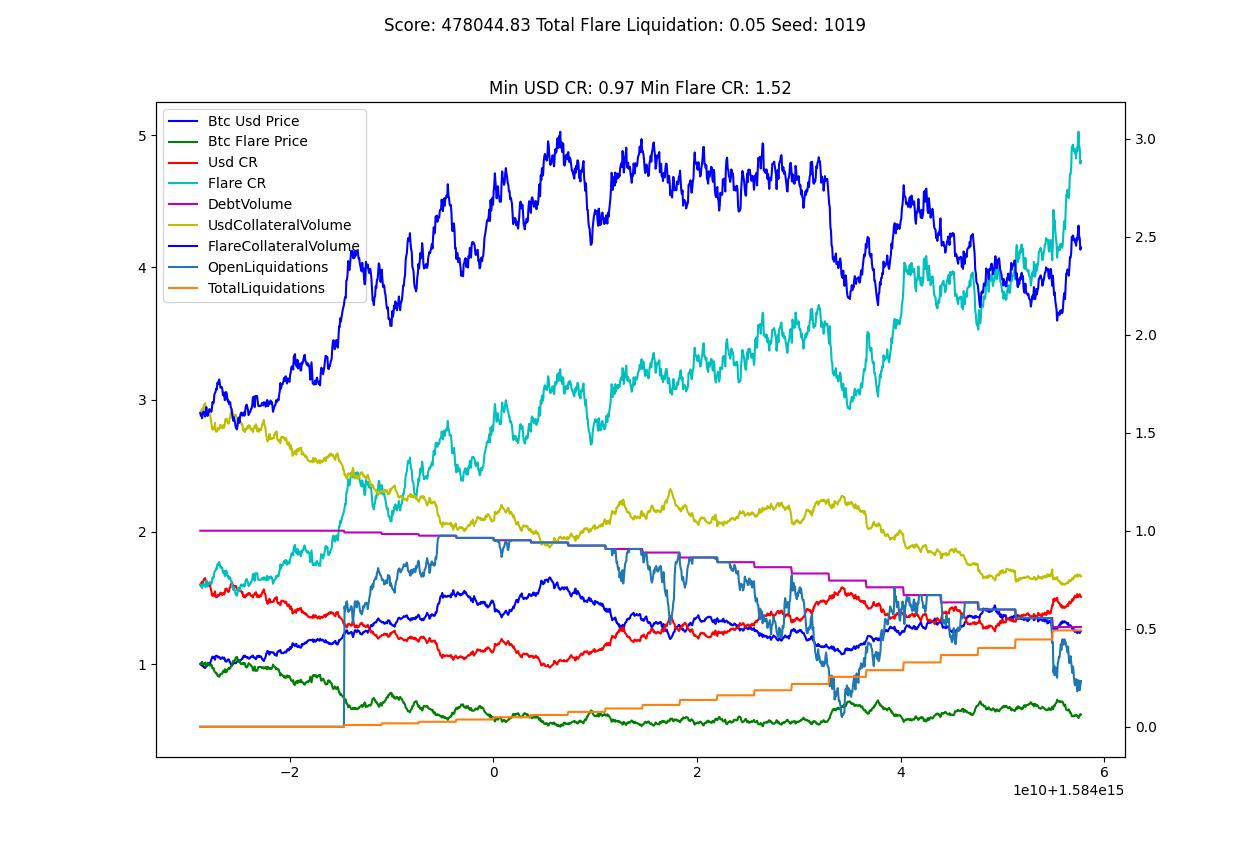 Score: 478044.83 Total Flare Liquidation: 0.05 Seed: 1019
Min USD CR: 0.97 Min Flare CR: 1.52
Btc Usd Price
Btc Flare Price
Usd CR
Flare CR
DebtVolume
UsdCollateralVolume
FlareCollateralVolume
OpenLiquidations
TotalLiquidations
5
4
3
2
1
3.0
2.5
2.0
1.5
1.0
0.5
0.0
−2 0 2 4 6
1e10+1.584e15